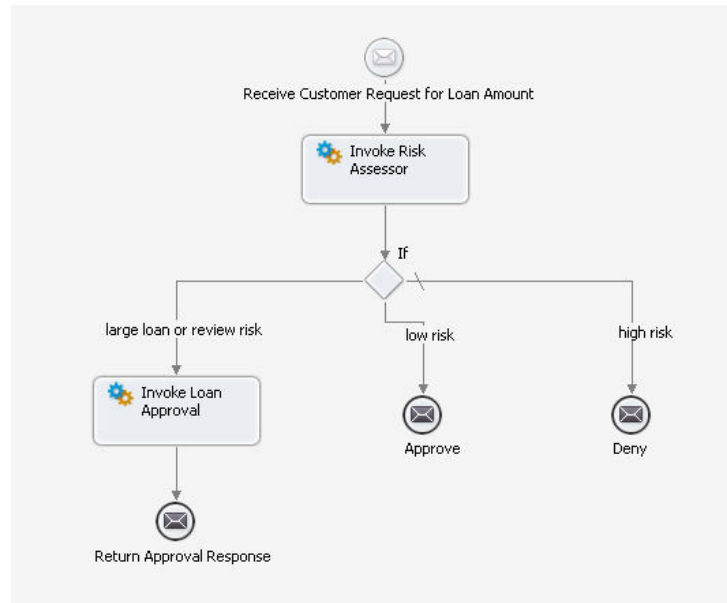 Receive Customer Request for Loan Amount
Invoke Risk
Assessor
If
large loan or review risk
low risk
high risk
Invoke Loan
Approval
Approve
Deny
Return Approval Response